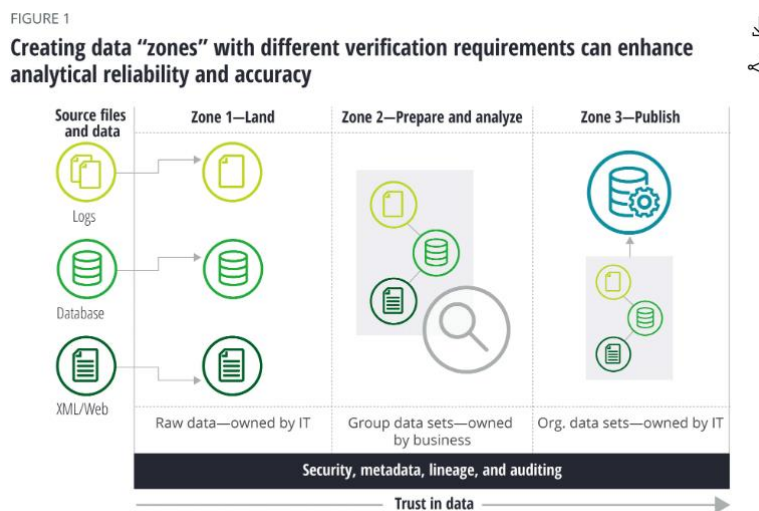 FIGURE 1
Creating data “zones” with different verification requirements can enhance
analytical reliability and accuracy
Source files
and data
Zone 1—Land
Zone 2—Prepare and analyze
Zone 3—Publish
Logs
Database
XML/Web
Raw data—owned by IT
Group data sets—owned
by business
Org. data sets—owned by IT
Security, metadata, lineage, and auditing
Trust in data